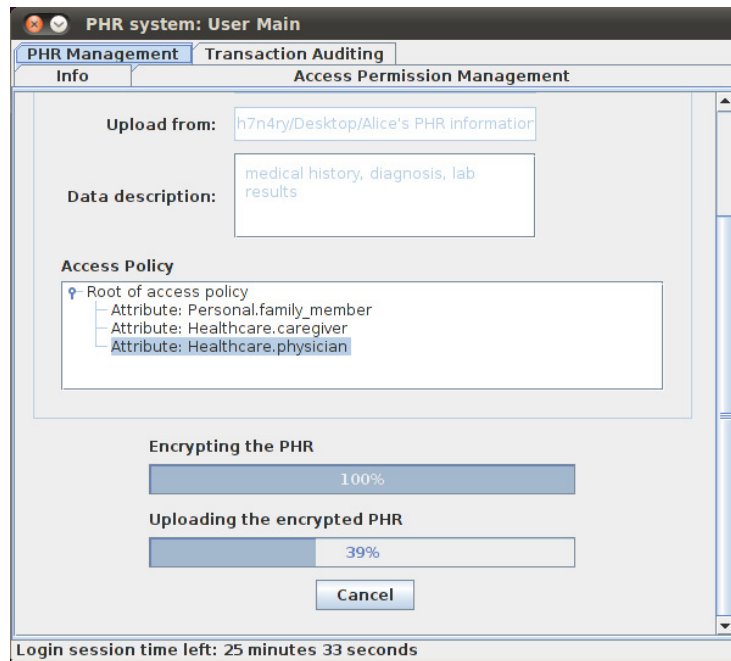 PHR system: User Main
PHR Management Transaction Auditing
Info Access Permission Management
Upload from: h7n4ry/Desktop/Alice's PHR information
Data description: medical history, diagnosis, lab
results
Access Policy
Root of access policy
Attribute: Personal.family_member
Attribute: Healthcare.caregiver
Attribute: Healthcare.physician
Encrypting the PHR
100%
Uploading the encrypted PHR
39%
Cancel
Login session time left: 25 minutes 33 seconds